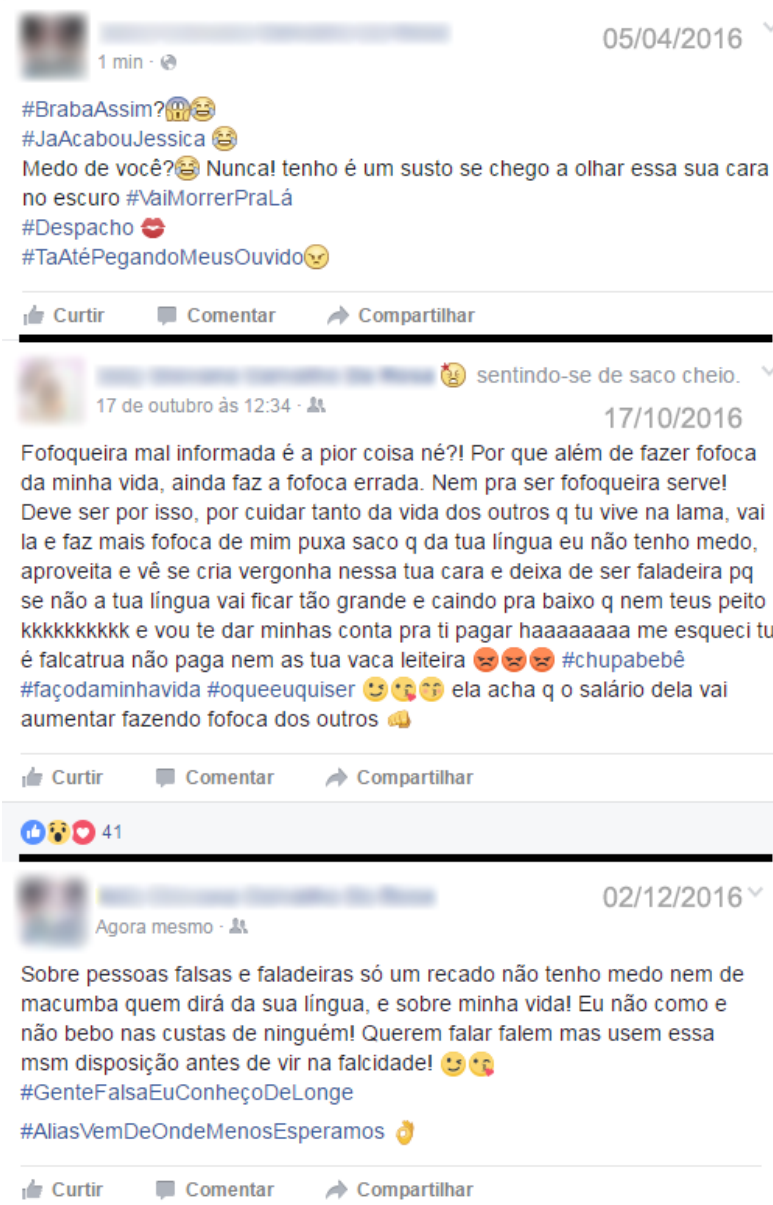 05/04/2016
1 min ·
#BrabaAssim?😱😂
#JaAcabouJessica 😂
Medo de você?😂 Nunca! tenho é um susto se chego a olhar essa sua cara
no escuro #VaiMorrerPraLá
#Despacho 💋
#TaAtéPegandoMeusOuvido😠
Curtir Comentar Compartilhar
sentindo-se de saco cheio.
17 de outubro às 12:34 ·
17/10/2016
Fofoqueira mal informada é a pior coisa né?! Por que além de fazer fofoca
da minha vida, ainda faz a fofoca errada. Nem pra ser fofoqueira serve!
Deve ser por isso, por cuidar tanto da vida dos outros q tu vive na lama, vai
la e faz mais fofoca de mim puxa saco q da tua língua eu não tenho medo,
aproveita e vê se cria vergonha nessa tua cara e deixa de ser faladeira pq
se não a tua língua vai ficar tão grande e caindo pra baixo q nem teus peito
kkkkkkkkkk e vou te dar minhas conta pra ti pagar haaaaaaaa me esqueci tu
é falcatrua não paga nem as tua vaca leiteira 😡😡😡 #chupabebê
#façodaminhavida #oqueeuquiser 😉😘😙 ela acha q o salário dela vai
aumentar fazendo fofoca dos outros 👊
Curtir Comentar Compartilhar
41
02/12/2016
Agora mesmo ·
Sobre pessoas falsas e faladeiras só um recado não tenho medo nem de
macumba quem dirá da sua língua, e sobre minha vida! Eu não como e
não bebo nas custas de ninguém! Querem falar falem mas usem essa
msm disposição antes de vir na falcidade! 😉😘
#GenteFalsaEuConheçoDeLonge
#AliasVemDeOndeMenosEsperamos 👌
Curtir Comentar Compartilhar